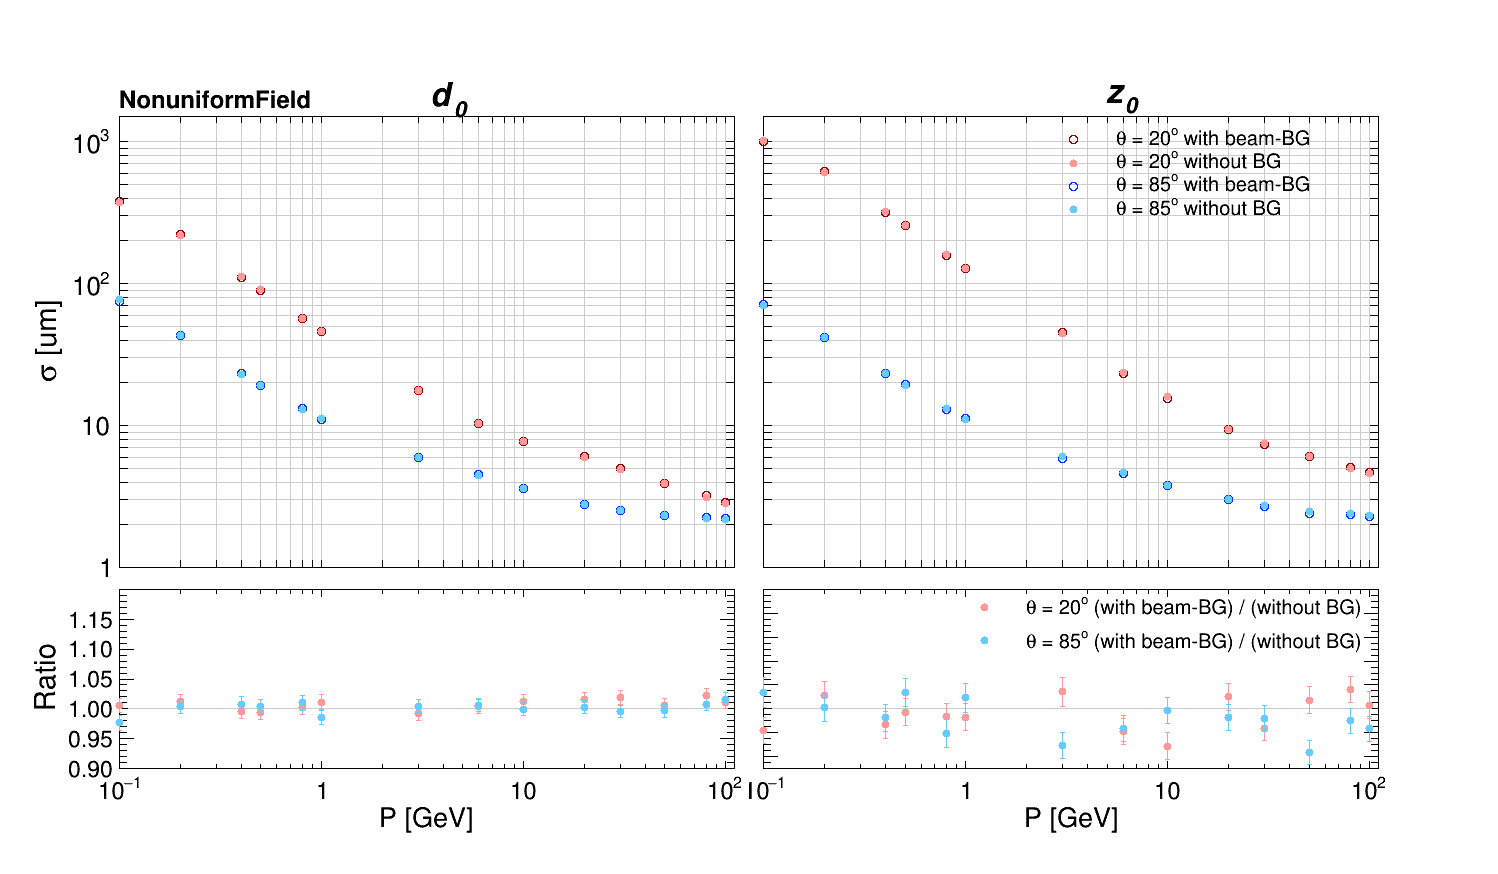 NonuniformField
d0
z0
10³
10²
10
1
σ [um]
θ = 20° with beam-BG
θ = 20° without BG
θ = 85° with beam-BG
θ = 85° without BG
1.15
1.10
1.05
1.00
0.95
0.90
Ratio
θ = 20° (with beam-BG) / (without BG)
θ = 85° (with beam-BG) / (without BG)
10⁻¹ 1 10 10²
10⁻¹ 1 10 10²
P [GeV]
P [GeV]